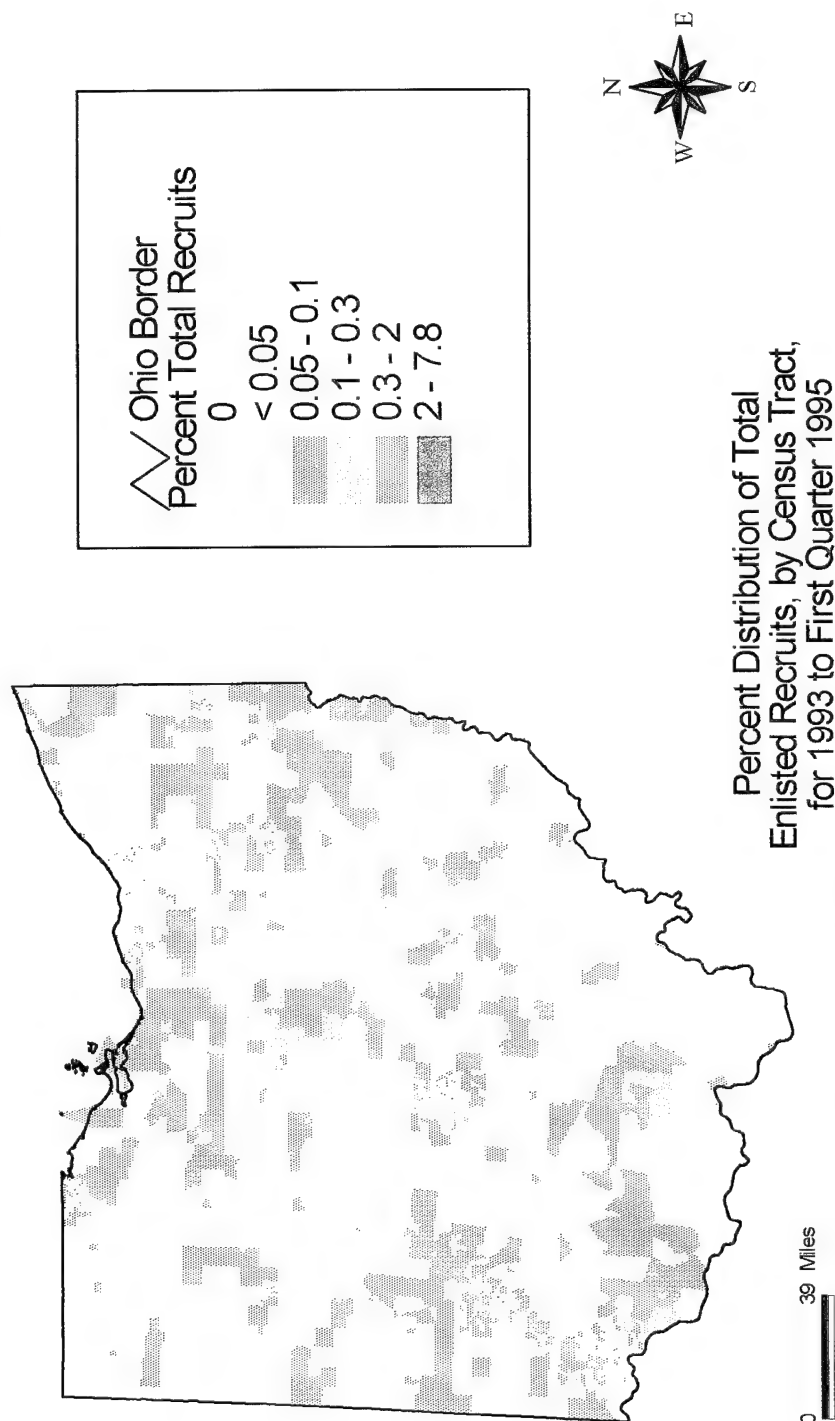 Ohio Border
Percent Total Recruits
0
< 0.05
0.05 - 0.1
0.1 - 0.3
0.3 - 2
2 - 7.8
N
W
E
S
Percent Distribution of Total
Enlisted Recruits, by Census Tract,
for 1993 to First Quarter 1995
0
39 Miles